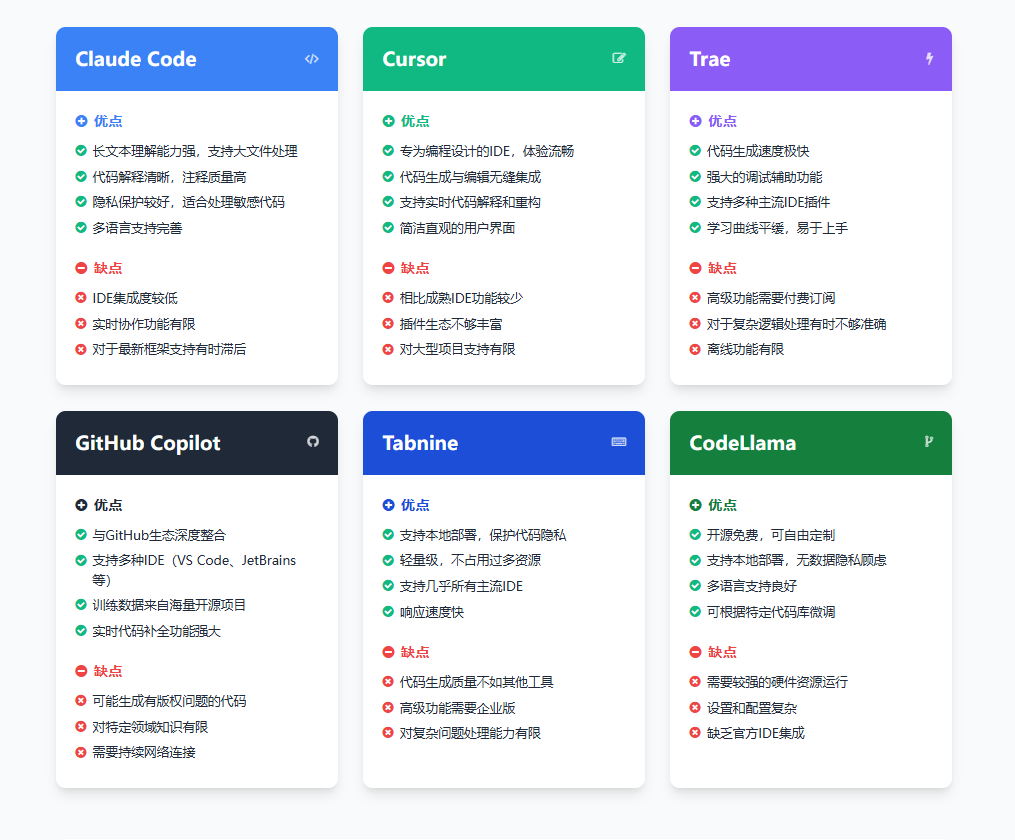 Claude Code
优点
长文本理解能力强，支持大文件处理
代码解释清晰，注释质量高
隐私保护较好，适合处理敏感代码
多语言支持完善
缺点
IDE集成度较低
实时协作功能有限
对于最新框架支持有时滞后
Cursor
优点
专为编程设计的IDE，体验流畅
代码生成与编辑无缝集成
支持实时代码解释和重构
简洁直观的用户界面
缺点
相比成熟IDE功能较少
插件生态不够丰富
对大型项目支持有限
Trae
优点
代码生成速度极快
强大的调试辅助功能
支持多种主流IDE插件
学习曲线平缓，易于上手
缺点
高级功能需要付费订阅
对于复杂逻辑处理有时不够准确
离线功能有限
GitHub Copilot
优点
与GitHub生态深度整合
支持多种IDE（VS Code、JetBrains
等）
训练数据来自海量开源项目
实时代码补全功能强大
缺点
可能生成有版权问题的代码
对特定领域知识有限
需要持续网络连接
Tabnine
优点
支持本地部署，保护代码隐私
轻量级，不占用过多资源
支持几乎所有主流IDE
响应速度快
缺点
代码生成质量不如其他工具
高级功能需要企业版
对复杂问题处理能力有限
CodeLlama
优点
开源免费，可自由定制
支持本地部署，无数据隐私顾虑
多语言支持良好
可根据特定代码库微调
缺点
需要较强的硬件资源运行
设置和配置复杂
缺乏官方IDE集成